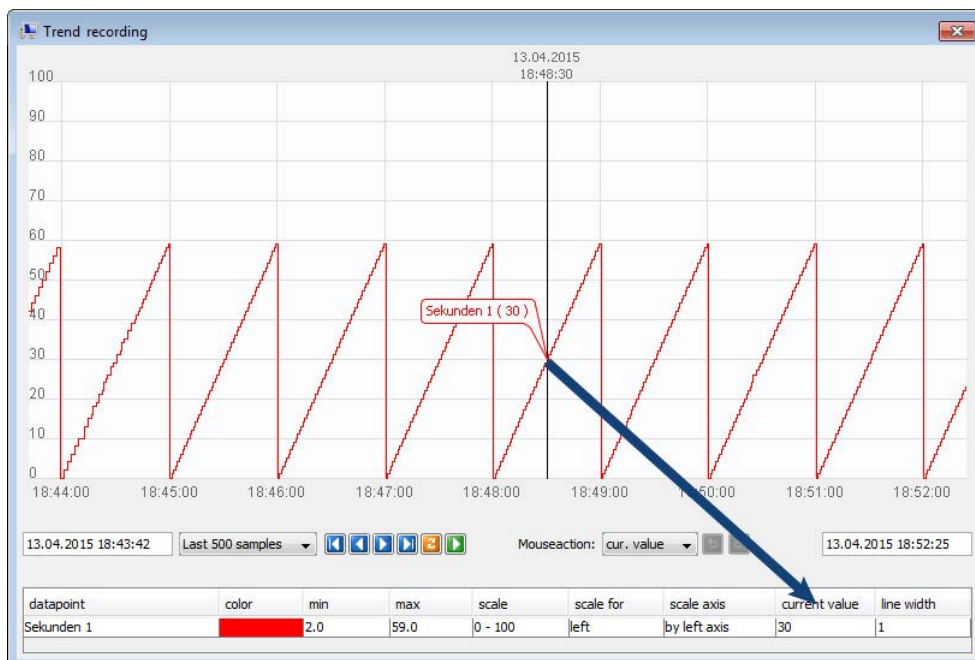 Trend recording
13.04.2015
18:48:30
100
90
80
70
60
50
40
30
20
10
0
Sekunden 1 ( 30 )
18:44:00 18:45:00 18:46:00 18:47:00 18:48:00 18:49:00 18:50:00 18:51:00 18:52:00
13.04.2015 18:43:42 Last 500 samples Mouseaction: cur. value 13.04.2015 18:52:25
datapoint color min max scale scale for scale axis current value line width
Sekunden 1 2.0 59.0 0 - 100 left by left axis 30 1